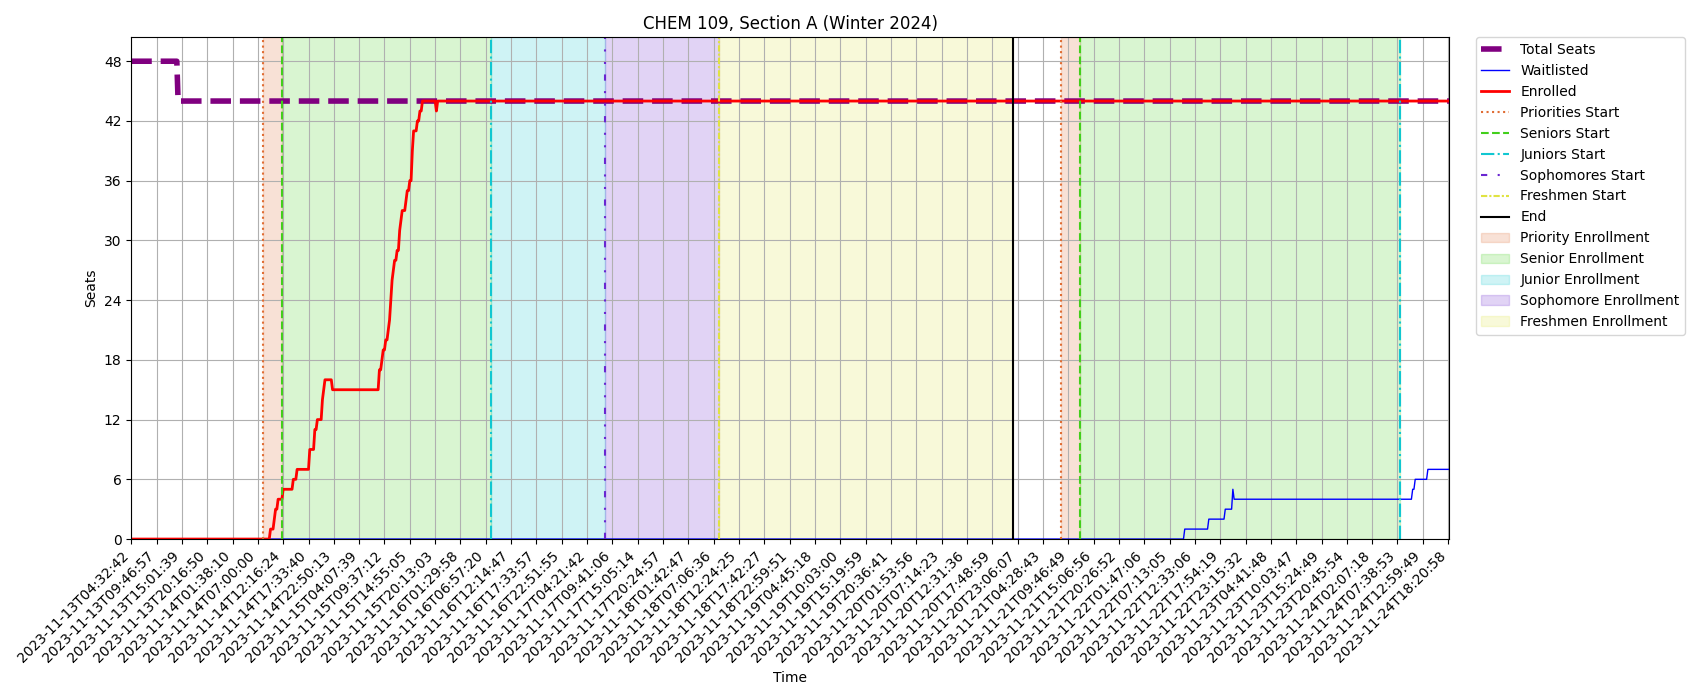 CHEM 109, Section A (Winter 2024)
Seats
48
42
36
30
24
18
12
6
0
2023-11-13T04:32:42
2023-11-13T09:46:57
2023-11-13T15:01:39
2023-11-13T20:16:50
2023-11-14T01:38:10
2023-11-14T07:00:00
2023-11-14T12:16:24
2023-11-14T17:33:40
2023-11-14T22:50:13
2023-11-15T04:07:39
2023-11-15T09:37:12
2023-11-15T14:55:05
2023-11-15T20:13:03
2023-11-16T01:29:58
2023-11-16T06:57:20
2023-11-16T12:14:47
2023-11-16T17:33:57
2023-11-16T22:51:55
2023-11-17T04:21:42
2023-11-17T09:41:06
2023-11-17T15:05:14
2023-11-17T20:24:57
2023-11-18T01:42:47
2023-11-18T07:06:36
2023-11-18T12:24:25
2023-11-18T17:42:27
2023-11-18T22:59:51
2023-11-19T04:45:18
2023-11-19T10:03:00
2023-11-19T15:19:59
2023-11-19T20:36:41
2023-11-20T01:53:56
2023-11-20T07:14:23
2023-11-20T12:31:36
2023-11-20T17:48:59
2023-11-20T23:06:07
2023-11-21T04:28:43
2023-11-21T09:46:49
2023-11-21T15:06:56
2023-11-21T20:26:52
2023-11-22T01:47:06
2023-11-22T07:13:05
2023-11-22T12:33:06
2023-11-22T17:54:19
2023-11-22T23:15:32
2023-11-23T04:41:48
2023-11-23T10:03:47
2023-11-23T15:24:49
2023-11-23T20:45:54
2023-11-24T02:07:18
2023-11-24T07:38:53
2023-11-24T12:59:49
2023-11-24T18:20:58
Time
Total Seats
Waitlisted
Enrolled
Priorities Start
Seniors Start
Juniors Start
Sophomores Start
Freshmen Start
End
Priority Enrollment
Senior Enrollment
Junior Enrollment
Sophomore Enrollment
Freshmen Enrollment